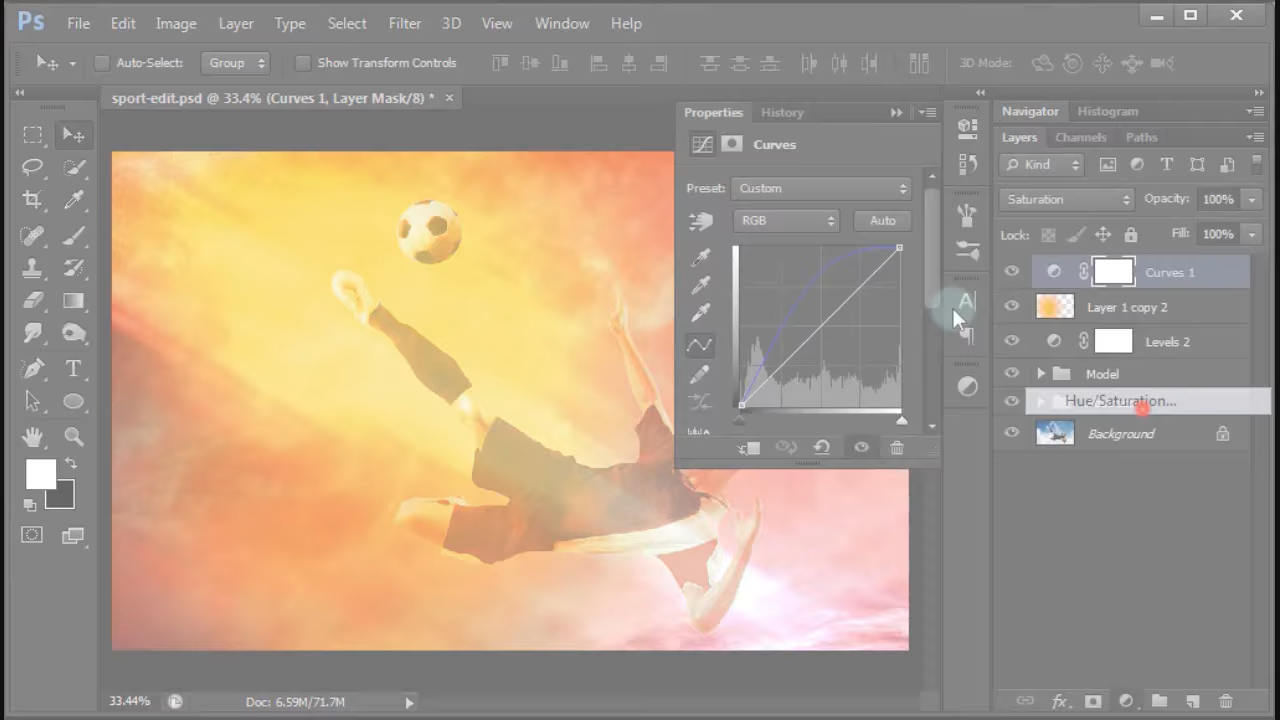 Ps File Edit Image Layer Type Select Filter 3D View Window Help
Auto-Select: Group Show Transform Controls 3D Mode:
sport-edit.psd @ 33.4% (Curves 1, Layer Mask/8) * ×
Properties History
Curves
Preset: Custom
RGB Auto
Navigator Histogram
Layers Channels Paths
Kind
Saturation Opacity: 100%
Lock: Fill: 100%
Curves 1
Layer 1 copy 2
Levels 2
Model
Hue/Saturation...
Background
33.44% Doc: 6.59M/71.7M